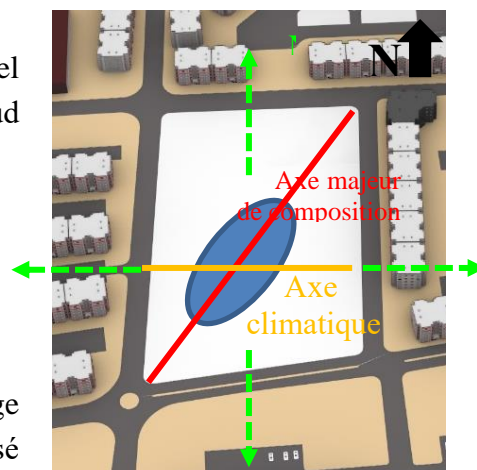 el
ud
N
Axe majeur
de composition
Axe
climatique
ge
sé